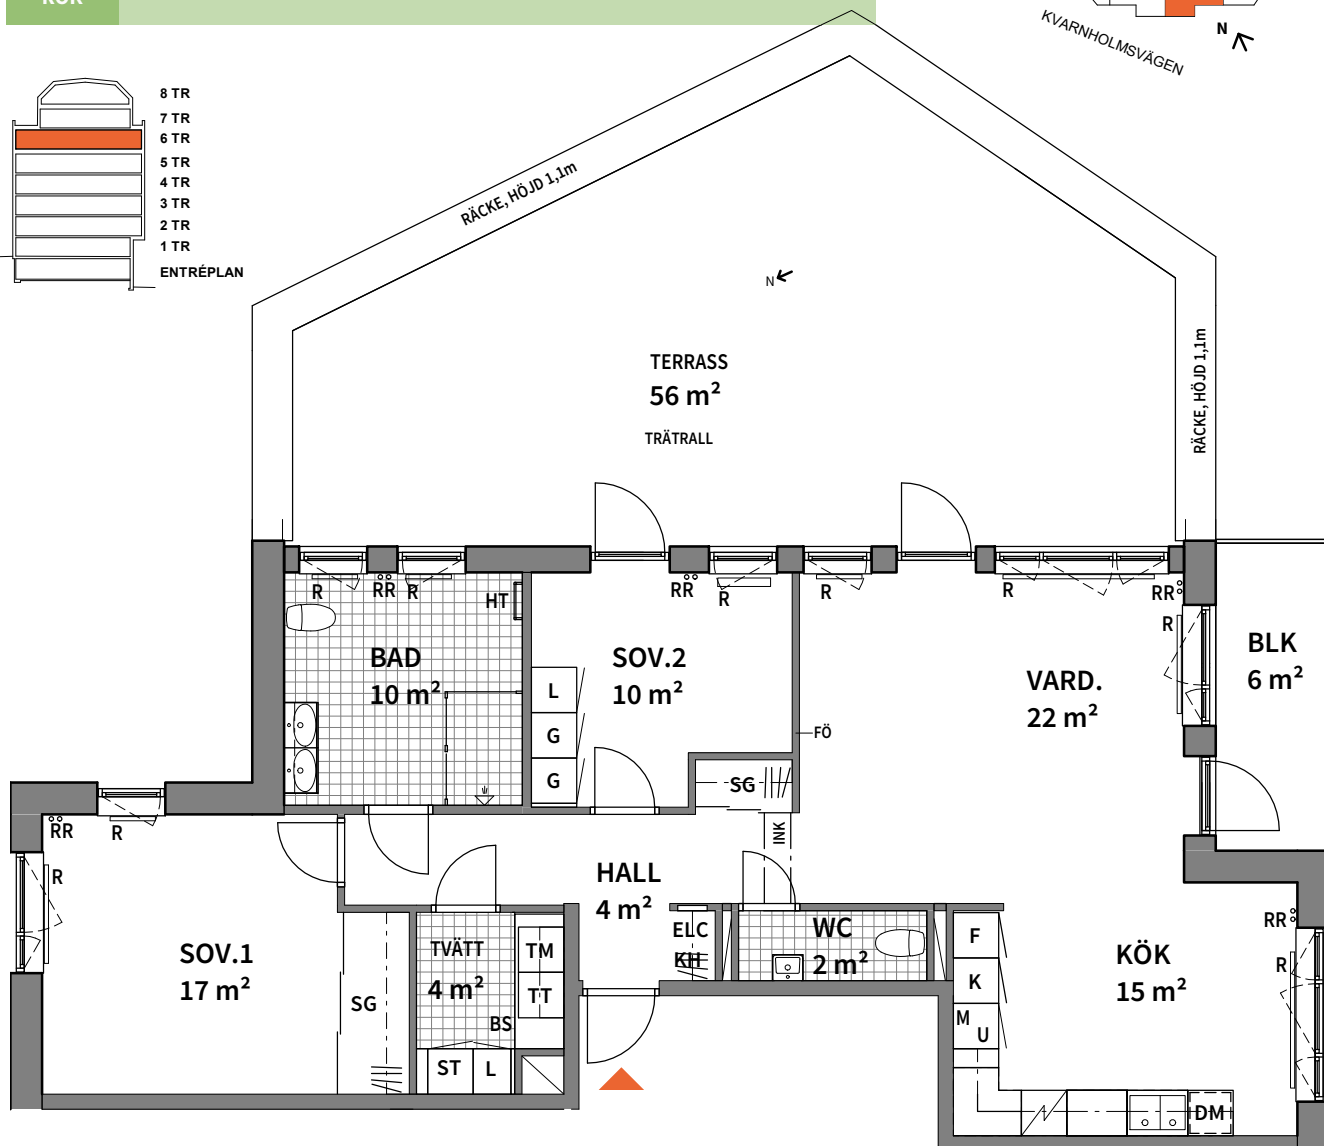 KVARNHOLMSVÄGEN
N
8 TR
7 TR
6 TR
5 TR
4 TR
3 TR
2 TR
1 TR
ENTRÉPLAN
RÄCKE, HÖJD 1,1m
N
RÄCKE, HÖJD 1,1m
TERRASS
56 m²
TRÄTRALL
R
RR
R
HT
RR
R
R
R
RR
R
BAD
10 m²
SOV.2
10 m²
L
G
G
VARD.
22 m²
BLK
6 m²
FÖ
SG
INK
RR
R
R
HALL
4 m²
SOV.1
17 m²
SG
TVÄTT
4 m²
TM
TT
BS
ST
L
ELC
KH
WC
2 m²
F
K
M
U
KÖK
15 m²
RR
R
DM